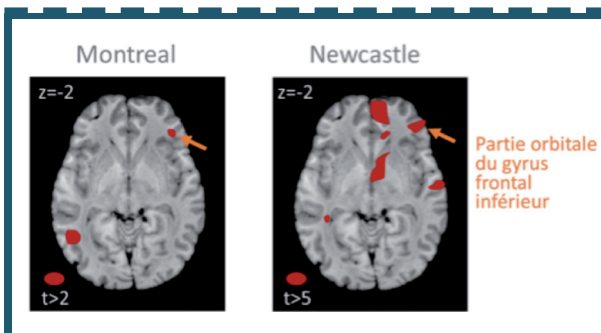 Montreal
Newcastle
z=-2
z=-2
Partie orbitale
du gyrus
frontal
inférieur
t>2
t>5